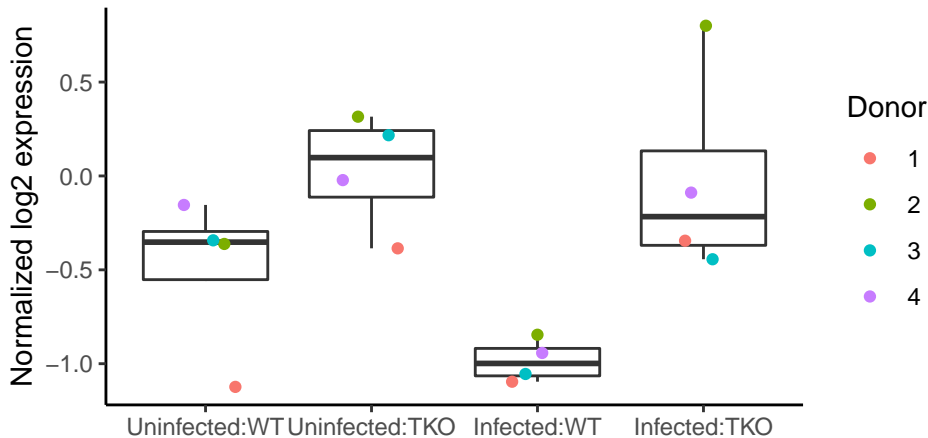 Normalized log2 expression
0.5
0.0
−0.5
−1.0
Uninfected:WT Uninfected:TKO Infected:WT Infected:TKO
Donor
1
2
3
4